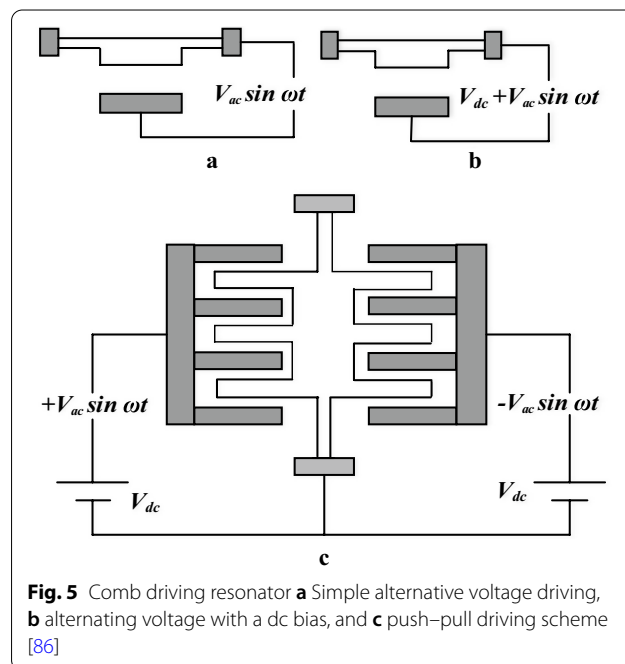 V_ac sin ωt
V_dc +V_ac sin ωt
a
b
+V_ac sin ωt
-V_ac sin ωt
V_dc
V_dc
c
Fig. 5 Comb driving resonator a Simple alternative voltage driving,
b alternating voltage with a dc bias, and c push–pull driving scheme
[86]